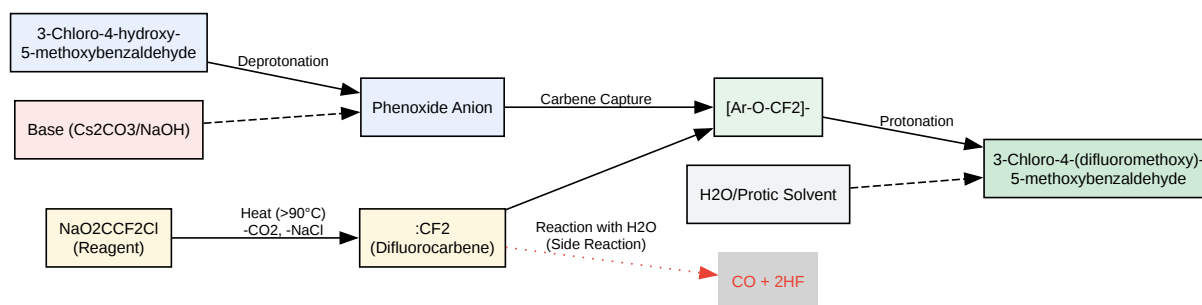 3-Chloro-4-hydroxy-
5-methoxybenzaldehyde
Deprotonation
Base (Cs2CO3/NaOH)
Phenoxide Anion
Carbene Capture
[Ar-O-CF2]-
Protonation
3-Chloro-4-(difluoromethoxy)-
5-methoxybenzaldehyde
H2O/Protic Solvent
NaO2CCF2Cl
(Reagent)
Heat (>90°C)
-CO2, -NaCl
:CF2
(Difluorocarbene)
Reaction with H2O
(Side Reaction)
CO + 2HF